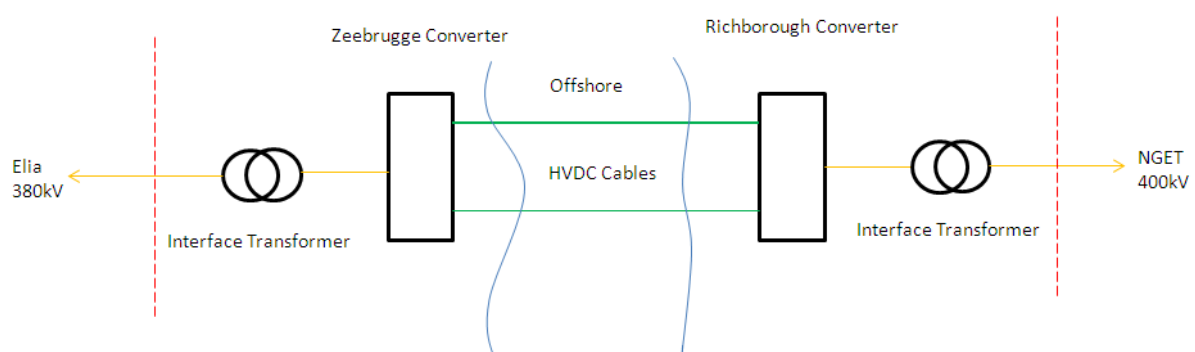 Zeebrugge Converter
Richborough Converter
Offshore
Elia
380kV
HVDC Cables
NGET
400kV
Interface Transformer
Interface Transformer